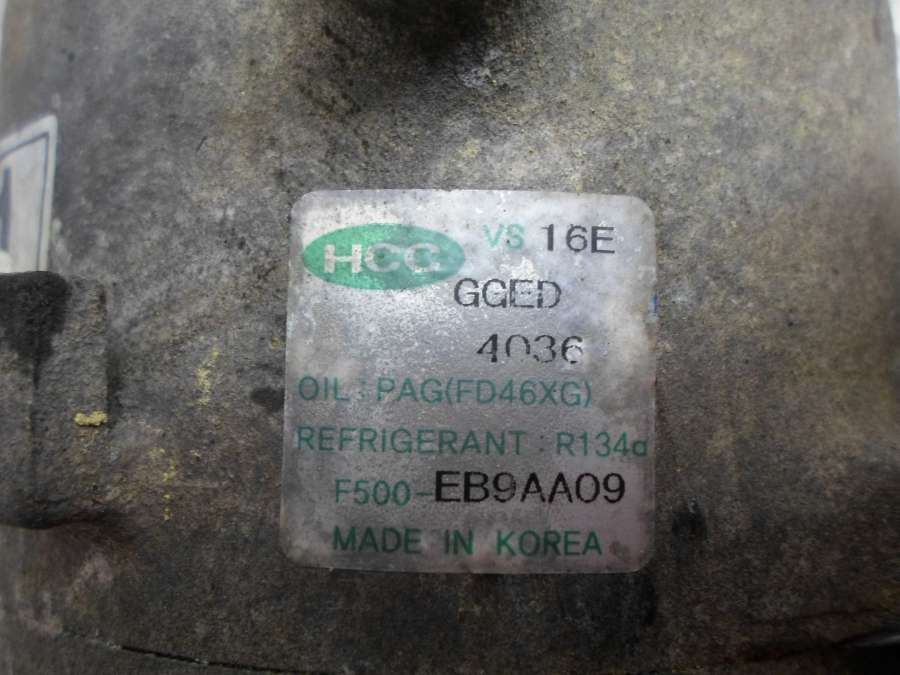 HCC VS 16E
GGED
4036
OIL : PAG(FD46XG)
REFRIGERANT : R134a
F500-EB9AA09
MADE IN KOREA